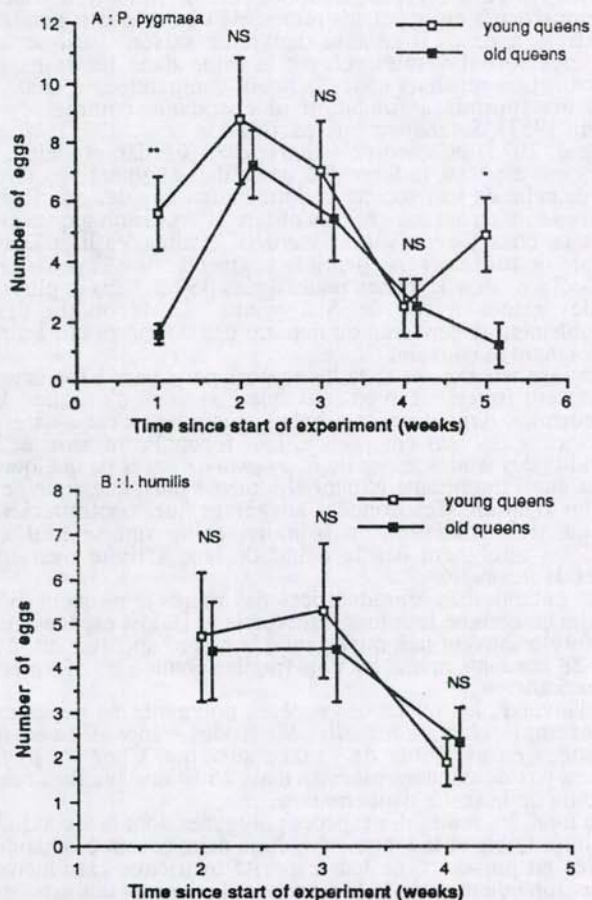 A : P. pygmaea
young queens
old queens
Number of eggs
12
10
8
6
4
2
0
**
NS
NS
NS
*
0 1 2 3 4 5 6
Time since start of experiment (weeks)
B : I. humilis
young queens
old queens
Number of eggs
8
7
6
5
4
3
2
1
0
NS
NS
NS
1 2 3 4 5
Time since start of experiment (weeks)